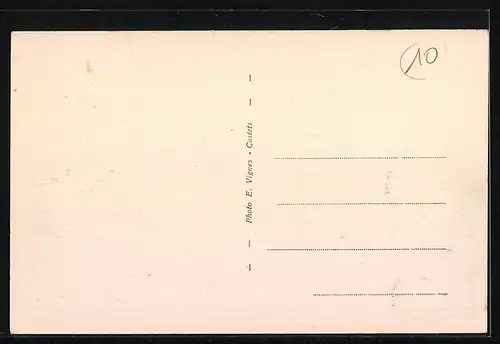 10
Photo E. Vignes - Castets